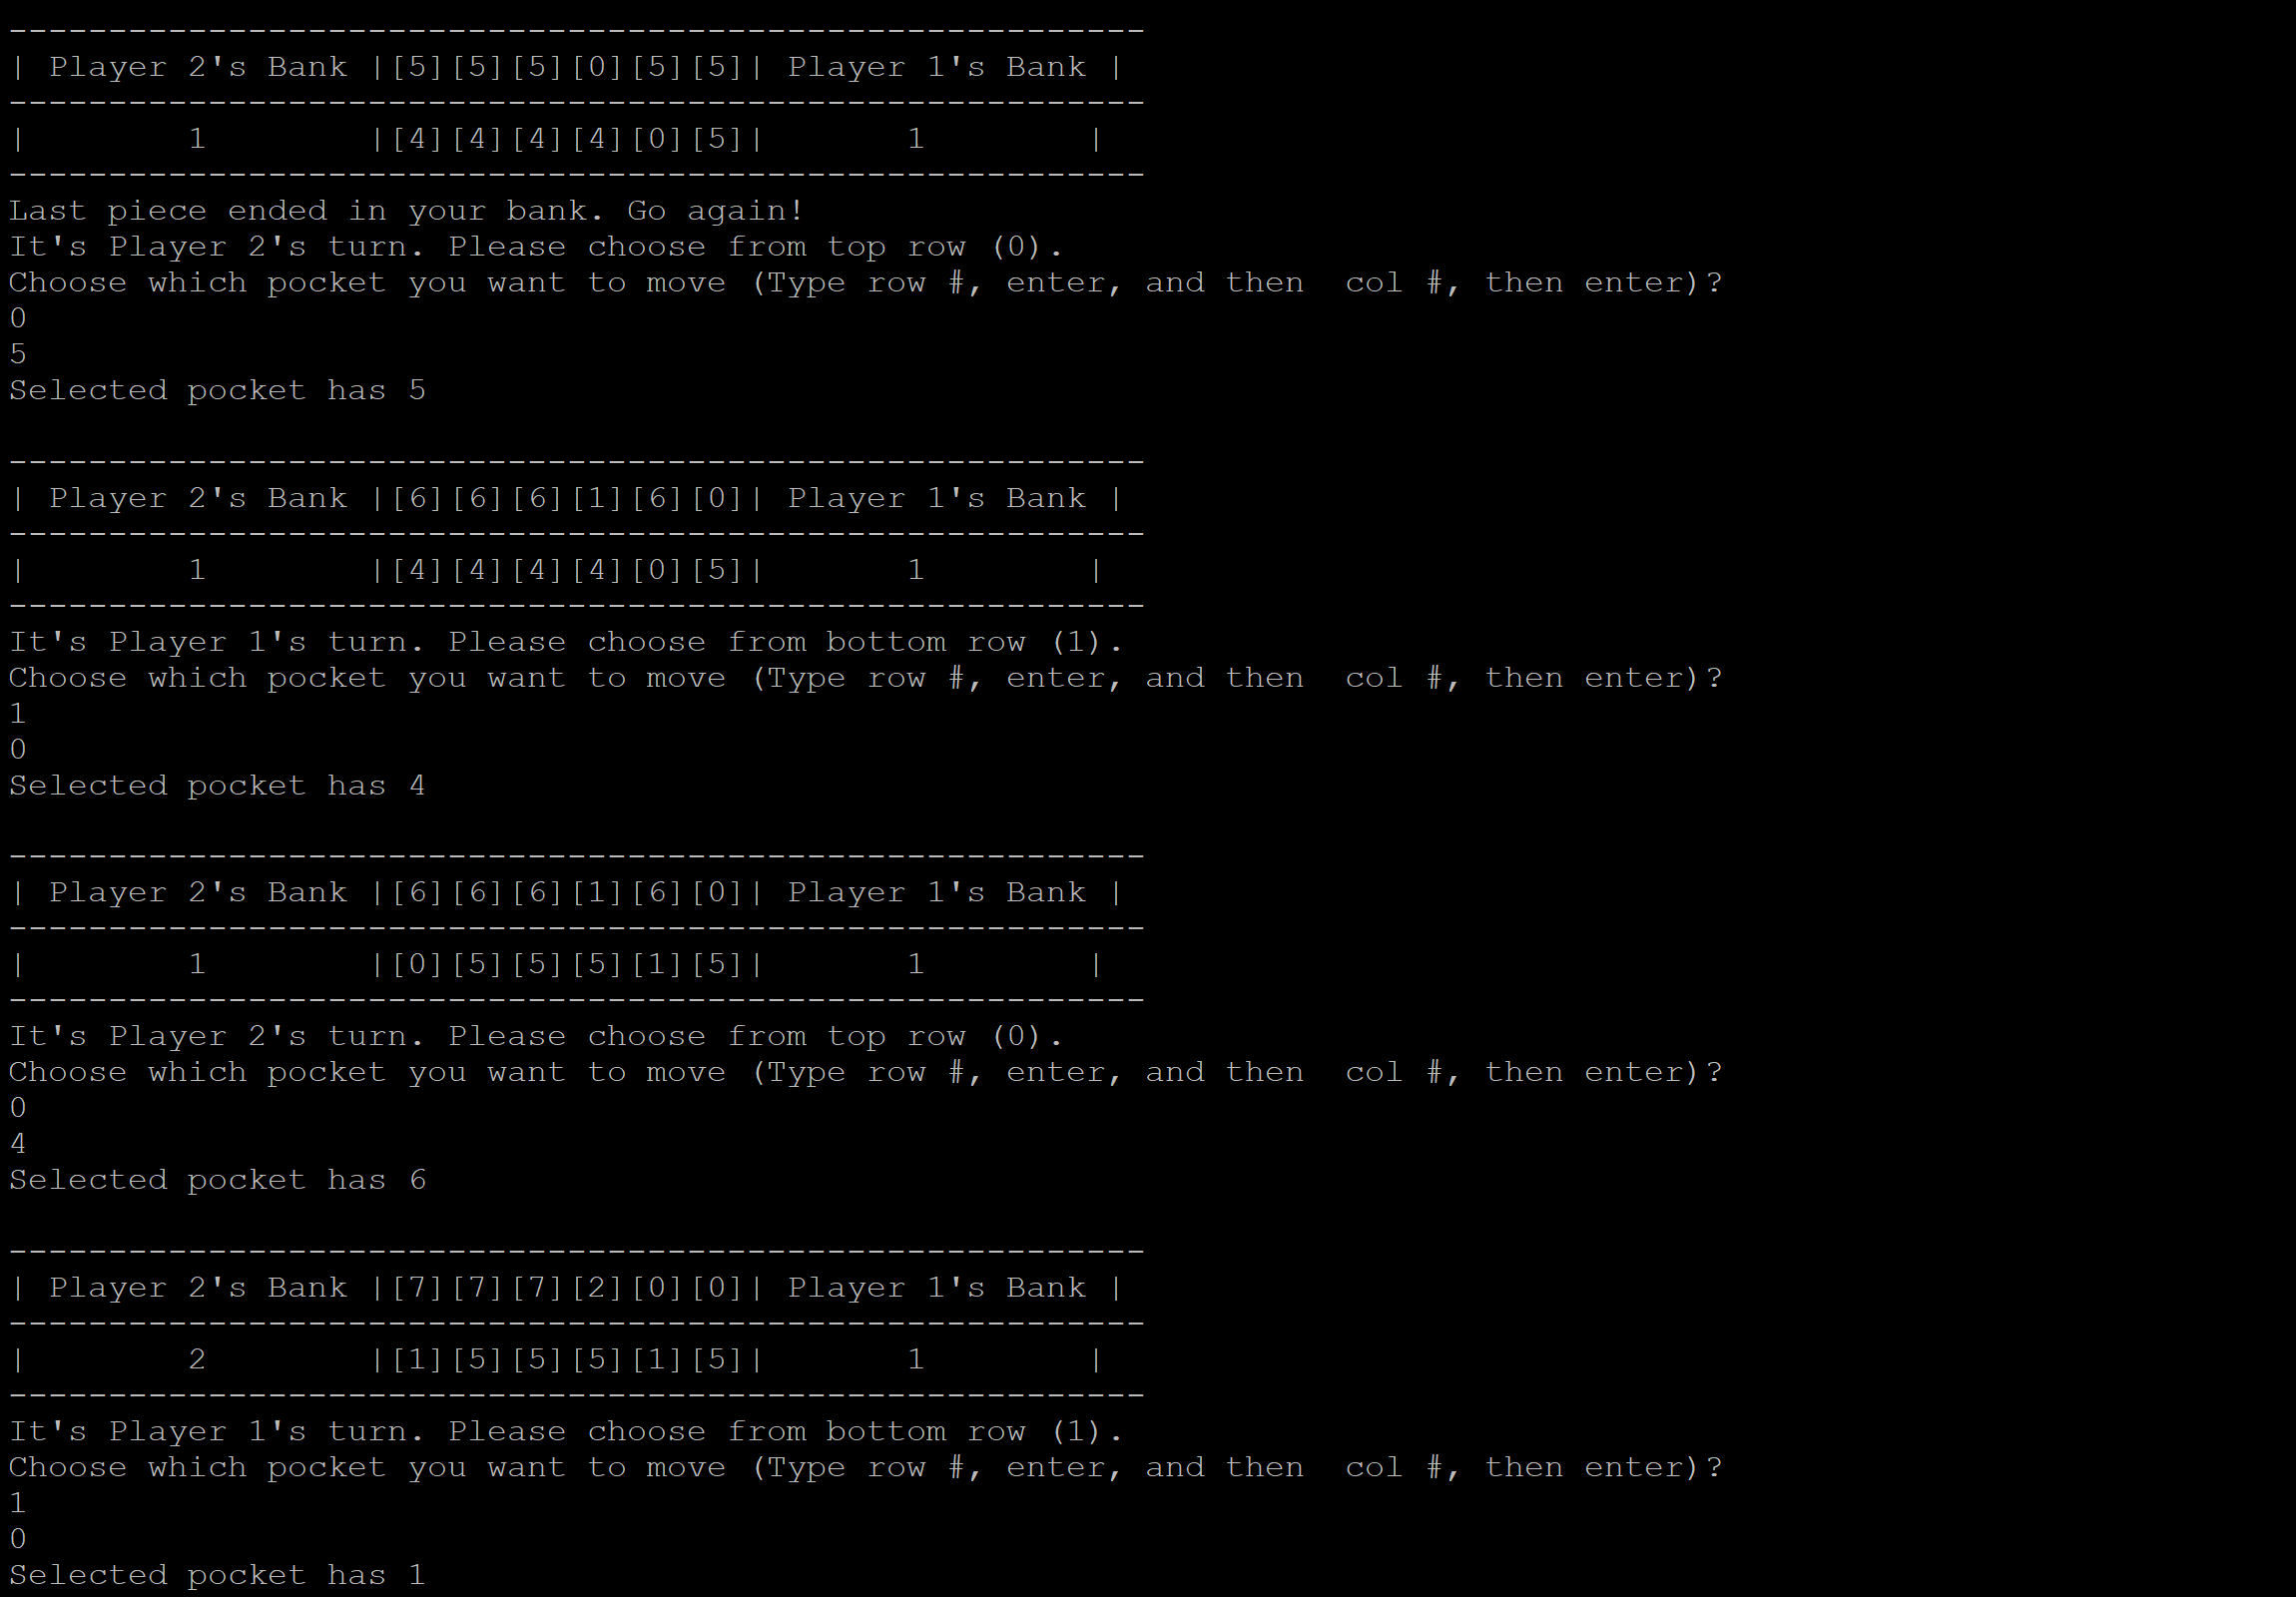 ---------------------------------------------------------
| Player 2's Bank |[5][5][5][0][5][5]| Player 1's Bank |
---------------------------------------------------------
|        1        |[4][4][4][4][0][5]|       1        |
---------------------------------------------------------
Last piece ended in your bank. Go again!
It's Player 2's turn. Please choose from top row (0).
Choose which pocket you want to move (Type row #, enter, and then  col #, then enter)?
0
5
Selected pocket has 5

---------------------------------------------------------
| Player 2's Bank |[6][6][6][1][6][0]| Player 1's Bank |
---------------------------------------------------------
|        1        |[4][4][4][4][0][5]|       1        |
---------------------------------------------------------
It's Player 1's turn. Please choose from bottom row (1).
Choose which pocket you want to move (Type row #, enter, and then  col #, then enter)?
1
0
Selected pocket has 4

---------------------------------------------------------
| Player 2's Bank |[6][6][6][1][6][0]| Player 1's Bank |
---------------------------------------------------------
|        1        |[0][5][5][5][1][5]|       1        |
---------------------------------------------------------
It's Player 2's turn. Please choose from top row (0).
Choose which pocket you want to move (Type row #, enter, and then  col #, then enter)?
0
4
Selected pocket has 6

---------------------------------------------------------
| Player 2's Bank |[7][7][7][2][0][0]| Player 1's Bank |
---------------------------------------------------------
|        2        |[1][5][5][5][1][5]|       1        |
---------------------------------------------------------
It's Player 1's turn. Please choose from bottom row (1).
Choose which pocket you want to move (Type row #, enter, and then  col #, then enter)?
1
0
Selected pocket has 1